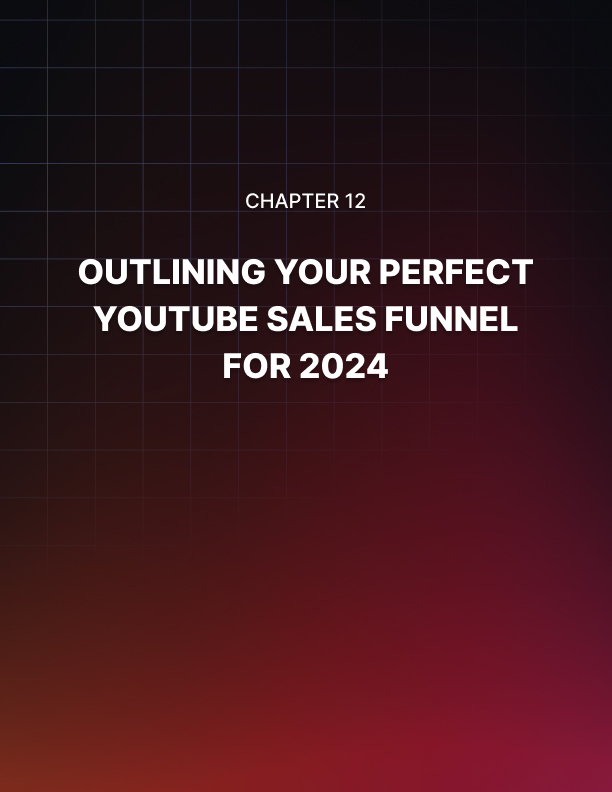 CHAPTER 12
OUTLINING YOUR PERFECT
YOUTUBE SALES FUNNEL
FOR 2024